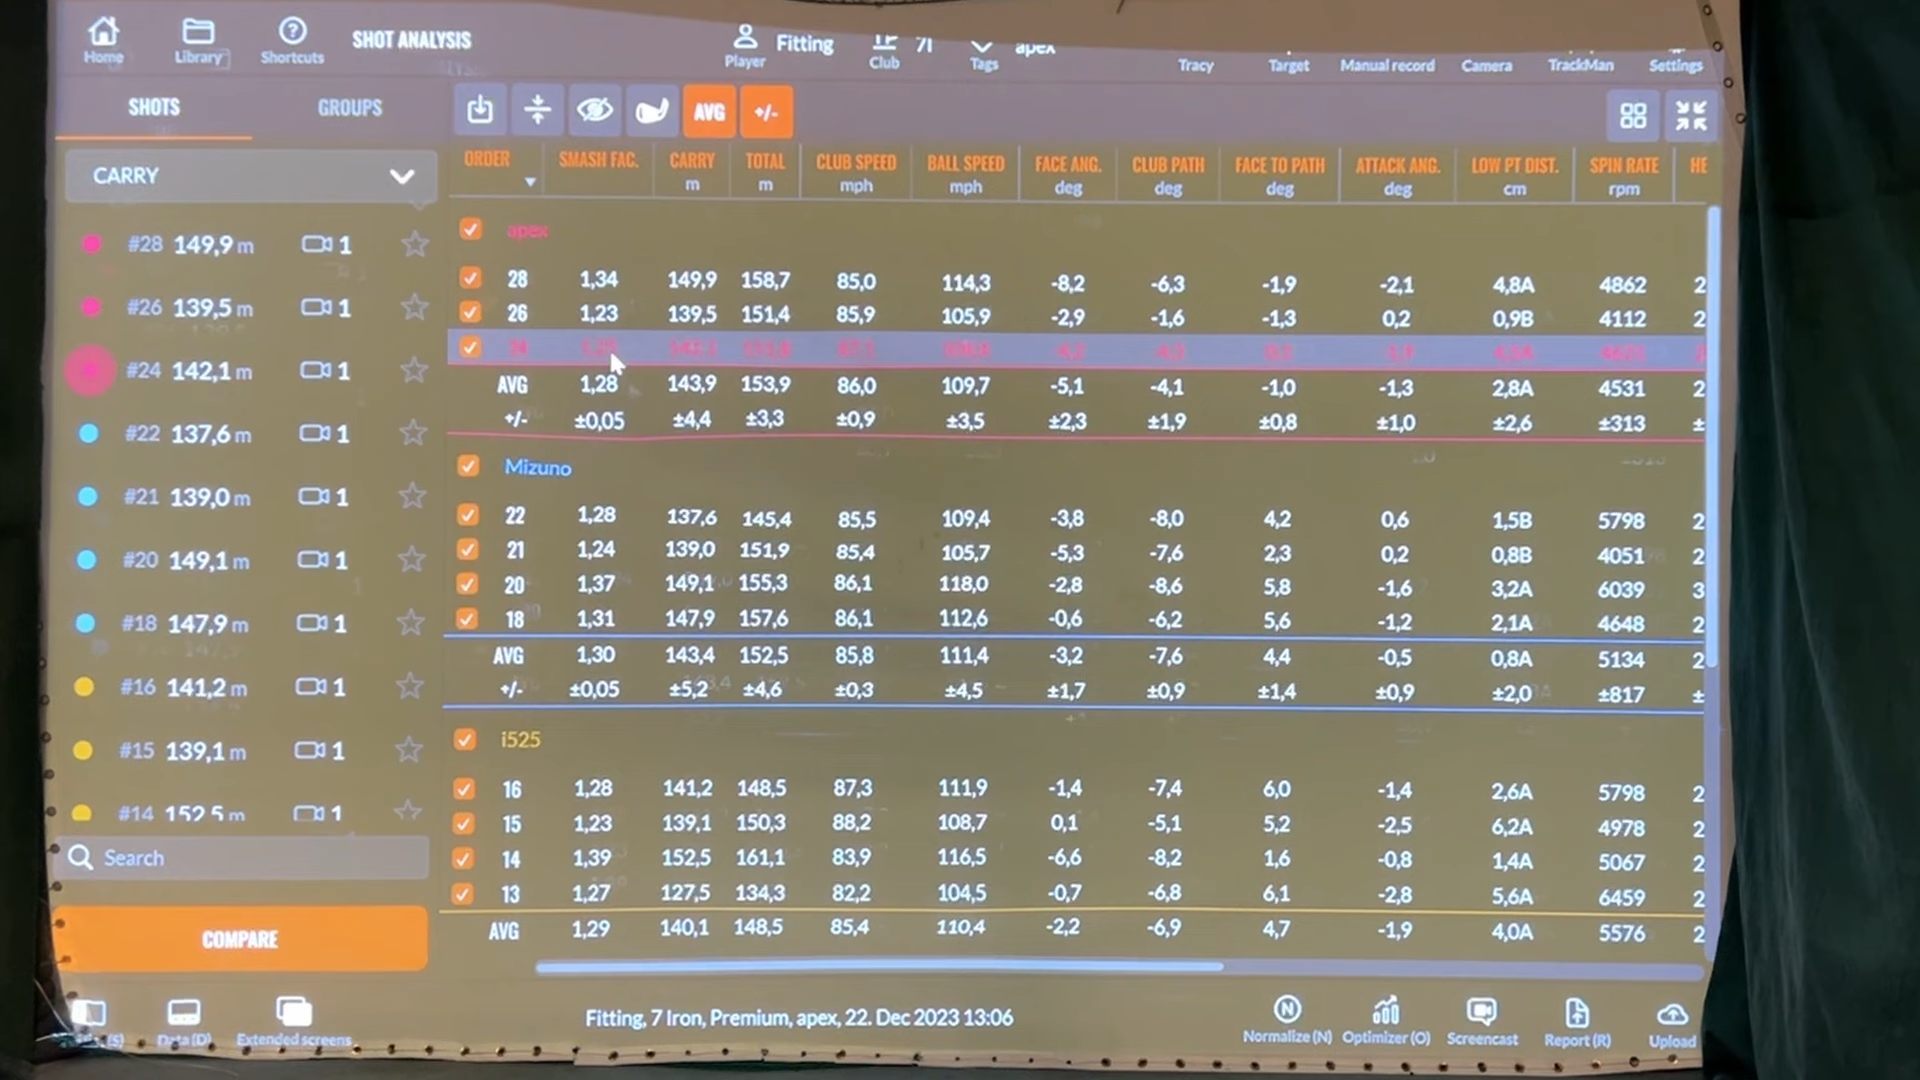 Home Library Shortcuts SHOT ANALYSIS Player Fitting Club 7I Tags apex Tracy Target Manual record Camera TrackMan Settings
SHOTS GROUPS AVG +/-
CARRY
#28 149,9 m 1
#26 139,5 m 1
#24 142,1 m 1
#22 137,6 m 1
#21 139,0 m 1
#20 149,1 m 1
#18 147,9 m 1
#16 141,2 m 1
#15 139,1 m 1
#14 152,5 m 1
Search
COMPARE
ORDER SMASH FAC. CARRY TOTAL CLUB SPEED BALL SPEED FACE ANG. CLUB PATH FACE TO PATH ATTACK ANG. LOW PT DIST. SPIN RATE HE
m m mph mph deg deg deg deg cm rpm
apex
28 1,34 149,9 158,7 85,0 114,3 -8,2 -6,3 -1,9 -2,1 4,8A 4862 2
26 1,23 139,5 151,4 85,9 105,9 -2,9 -1,6 -1,3 0,2 0,9B 4112 2
24
AVG 1,28 143,9 153,9 86,0 109,7 -5,1 -4,1 -1,0 -1,3 2,8A 4531 2
+/- ±0,05 ±4,4 ±3,3 ±0,9 ±3,5 ±2,3 ±1,9 ±0,8 ±1,0 ±2,6 ±313 ±
Mizuno
22 1,28 137,6 145,4 85,5 109,4 -3,8 -8,0 4,2 0,6 1,5B 5798 2
21 1,24 139,0 151,9 85,4 105,7 -5,3 -7,6 2,3 0,2 0,8B 4051 2
20 1,37 149,1 155,3 86,1 118,0 -2,8 -8,6 5,8 -1,6 3,2A 6039 3
18 1,31 147,9 157,6 86,1 112,6 -0,6 -6,2 5,6 -1,2 2,1A 4648 2
AVG 1,30 143,4 152,5 85,8 111,4 -3,2 -7,6 4,4 -0,5 0,8A 5134 2
+/- ±0,05 ±5,2 ±4,6 ±0,3 ±4,5 ±1,7 ±0,9 ±1,4 ±0,9 ±2,0 ±817 ±
i525
16 1,28 141,2 148,5 87,3 111,9 -1,4 -7,4 6,0 -1,4 2,6A 5798 2
15 1,23 139,1 150,3 88,2 108,7 0,1 -5,1 5,2 -2,5 6,2A 4978 2
14 1,39 152,5 161,1 83,9 116,5 -6,6 -8,2 1,6 -0,8 1,4A 5067 2
13 1,27 127,5 134,3 82,2 104,5 -0,7 -6,8 6,1 -2,8 5,6A 6459 2
AVG 1,29 140,1 148,5 85,4 110,4 -2,2 -6,9 4,7 -1,9 4,0A 5576 2
Data (D) Extended screens Fitting, 7 Iron, Premium, apex, 22. Dec 2023 13:06 Normalize (N) Optimizer (O) Screencast Report (R) Upload